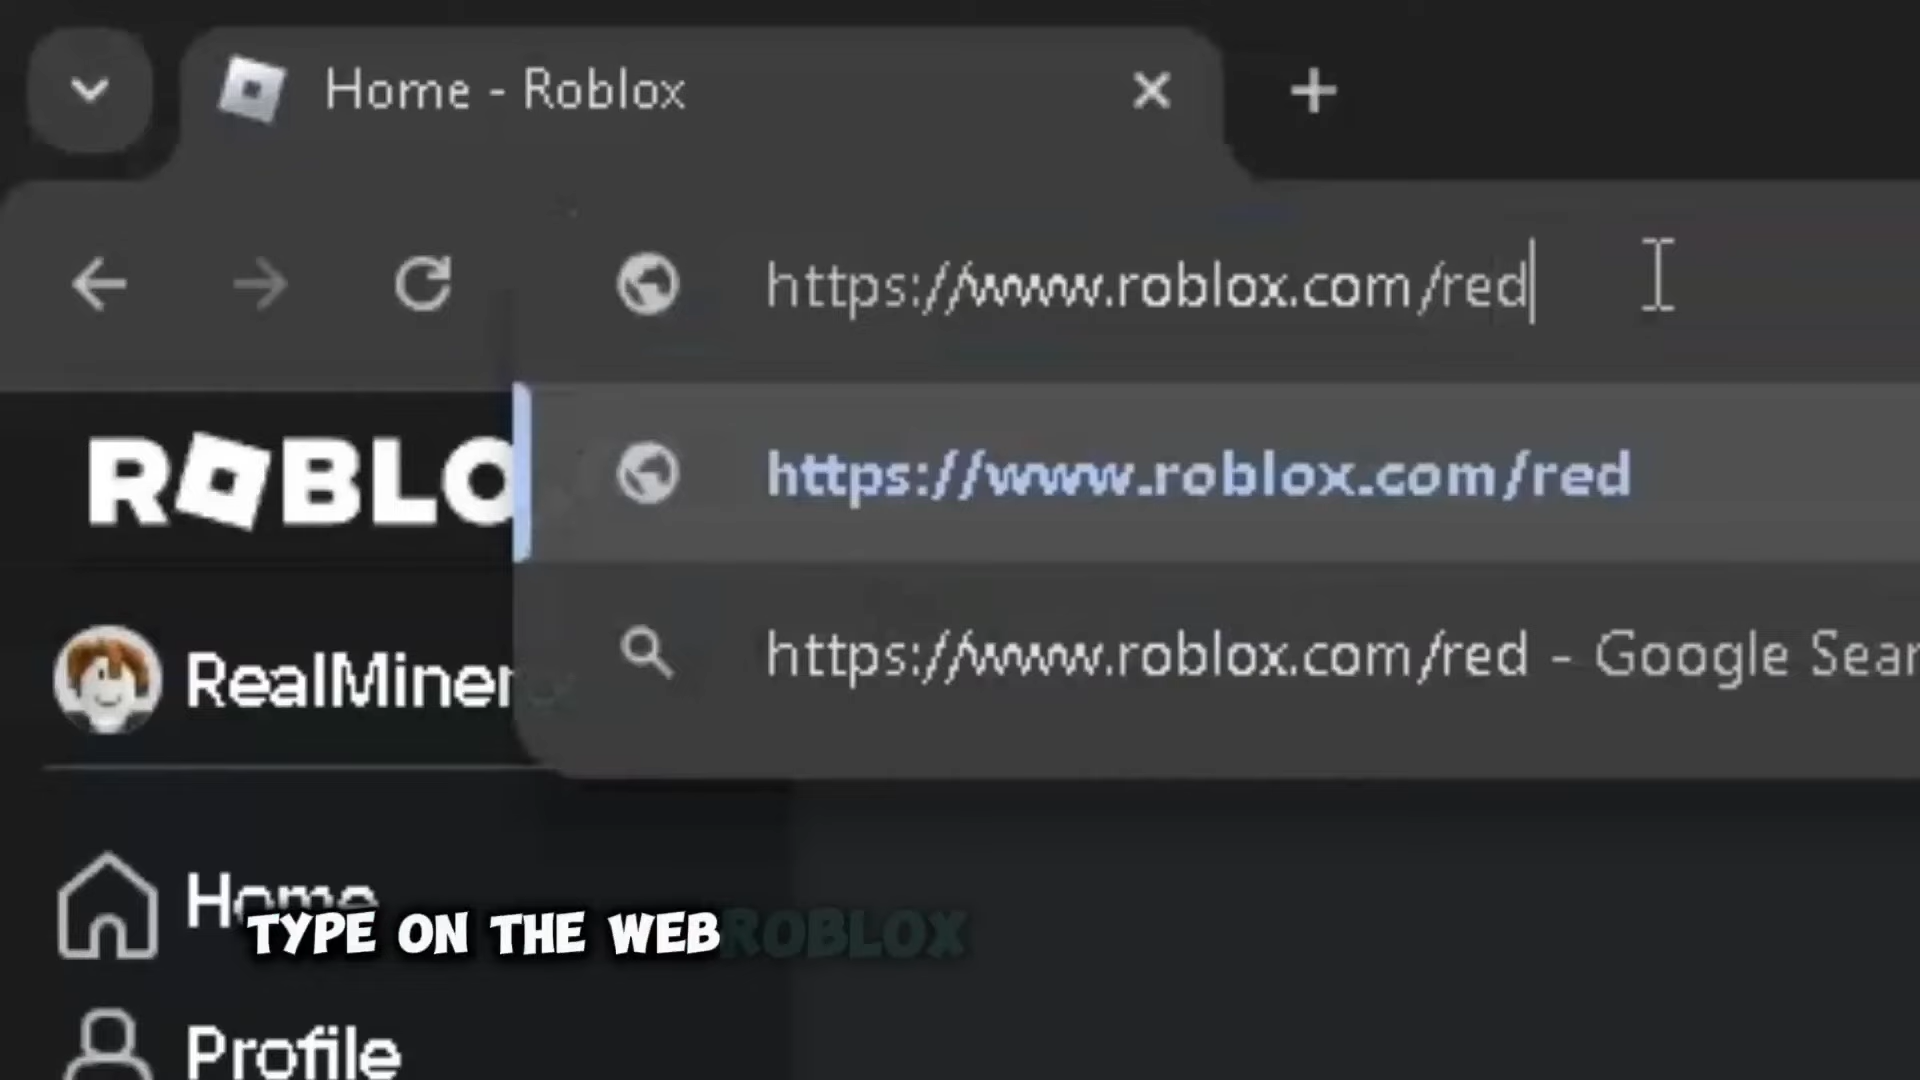 Home - Roblox
https://www.roblox.com/red
https://www.roblox.com/red
ROBLO
https://www.roblox.com/red - Google Sear
RealMiner
Home
TYPE ON THE WEB ROBLOX
Profile